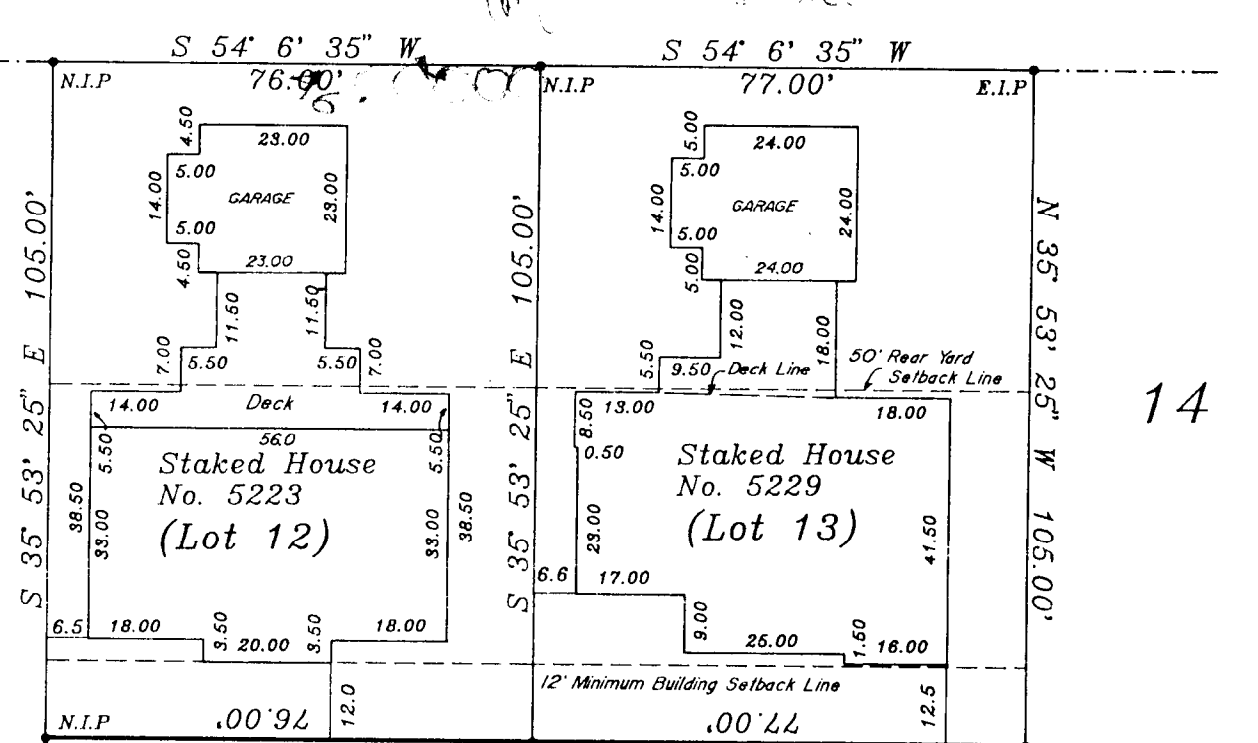 S 54° 6' 35" W
S 54° 6' 35" W
N.I.P
76.00'
76.
N.I.P
77.00'
E.I.P
4.50
23.00
5.00
14.00
GARAGE
23.00
5.00
4.50
23.00
5.00
24.00
5.00
14.00
GARAGE
24.00
5.00
5.00
24.00
S 35° 53' 25" E 105.00'
S 35° 53' 25" E 105.00'
N 35° 53' 25" W 105.00'
11.50
11.50
7.00
5.50
5.50
7.00
12.00
18.00
5.50
9.50
Deck Line
50' Rear Yard
Setback Line
14
14.00
Deck
14.00
56.0
5.50
5.50
38.50
33.00
33.00
38.50
Staked House
No. 5223
(Lot 12)
13.00
18.00
8.50
0.50
23.00
Staked House
No. 5229
(Lot 13)
41.50
6.5
18.00
3.50
20.00
3.50
18.00
6.6
17.00
9.00
25.00
1.50
16.00
12' Minimum Building Setback Line
N.I.P
76.00'
12.0
77.00'
12.5